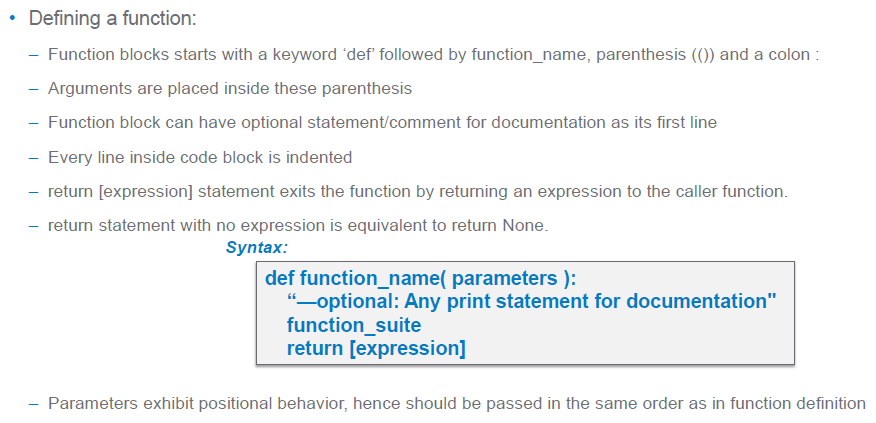 • Defining a function:
– Function blocks starts with a keyword ‘def’ followed by function_name, parenthesis (()) and a colon :
– Arguments are placed inside these parenthesis
– Function block can have optional statement/comment for documentation as its first line
– Every line inside code block is indented
– return [expression] statement exits the function by returning an expression to the caller function.
– return statement with no expression is equivalent to return None.
Syntax:
def function_name( parameters ):
“—optional: Any print statement for documentation"
function_suite
return [expression]
– Parameters exhibit positional behavior, hence should be passed in the same order as in function definition